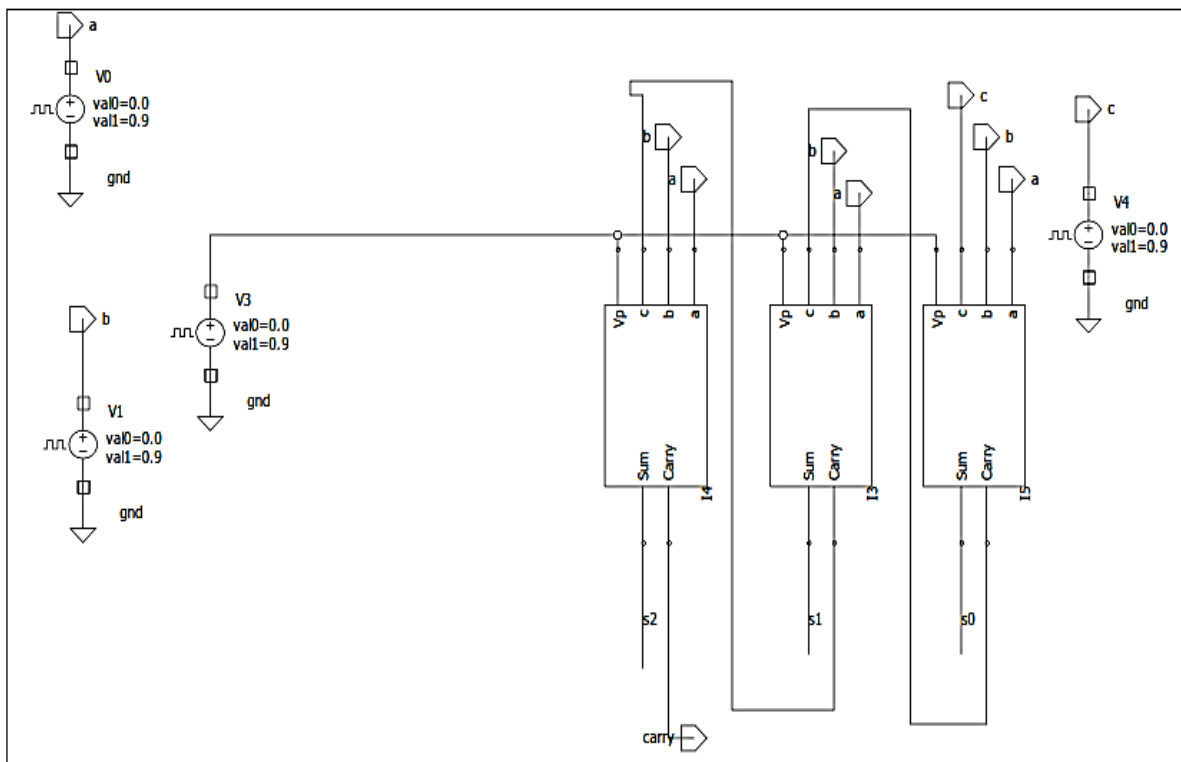 a
V0
val0=0.0
val1=0.9
gnd
c
b
a
b
a
c
b
a
c
V4
val0=0.0
val1=0.9
gnd
b
V3
val0=0.0
val1=0.9
gnd
V1
val0=0.0
val1=0.9
gnd
Vp c b a
Sum Carry
I4
Vp c b a
Sum Carry
I3
Vp c b a
Sum Carry
I5
s2
s1
s0
carry